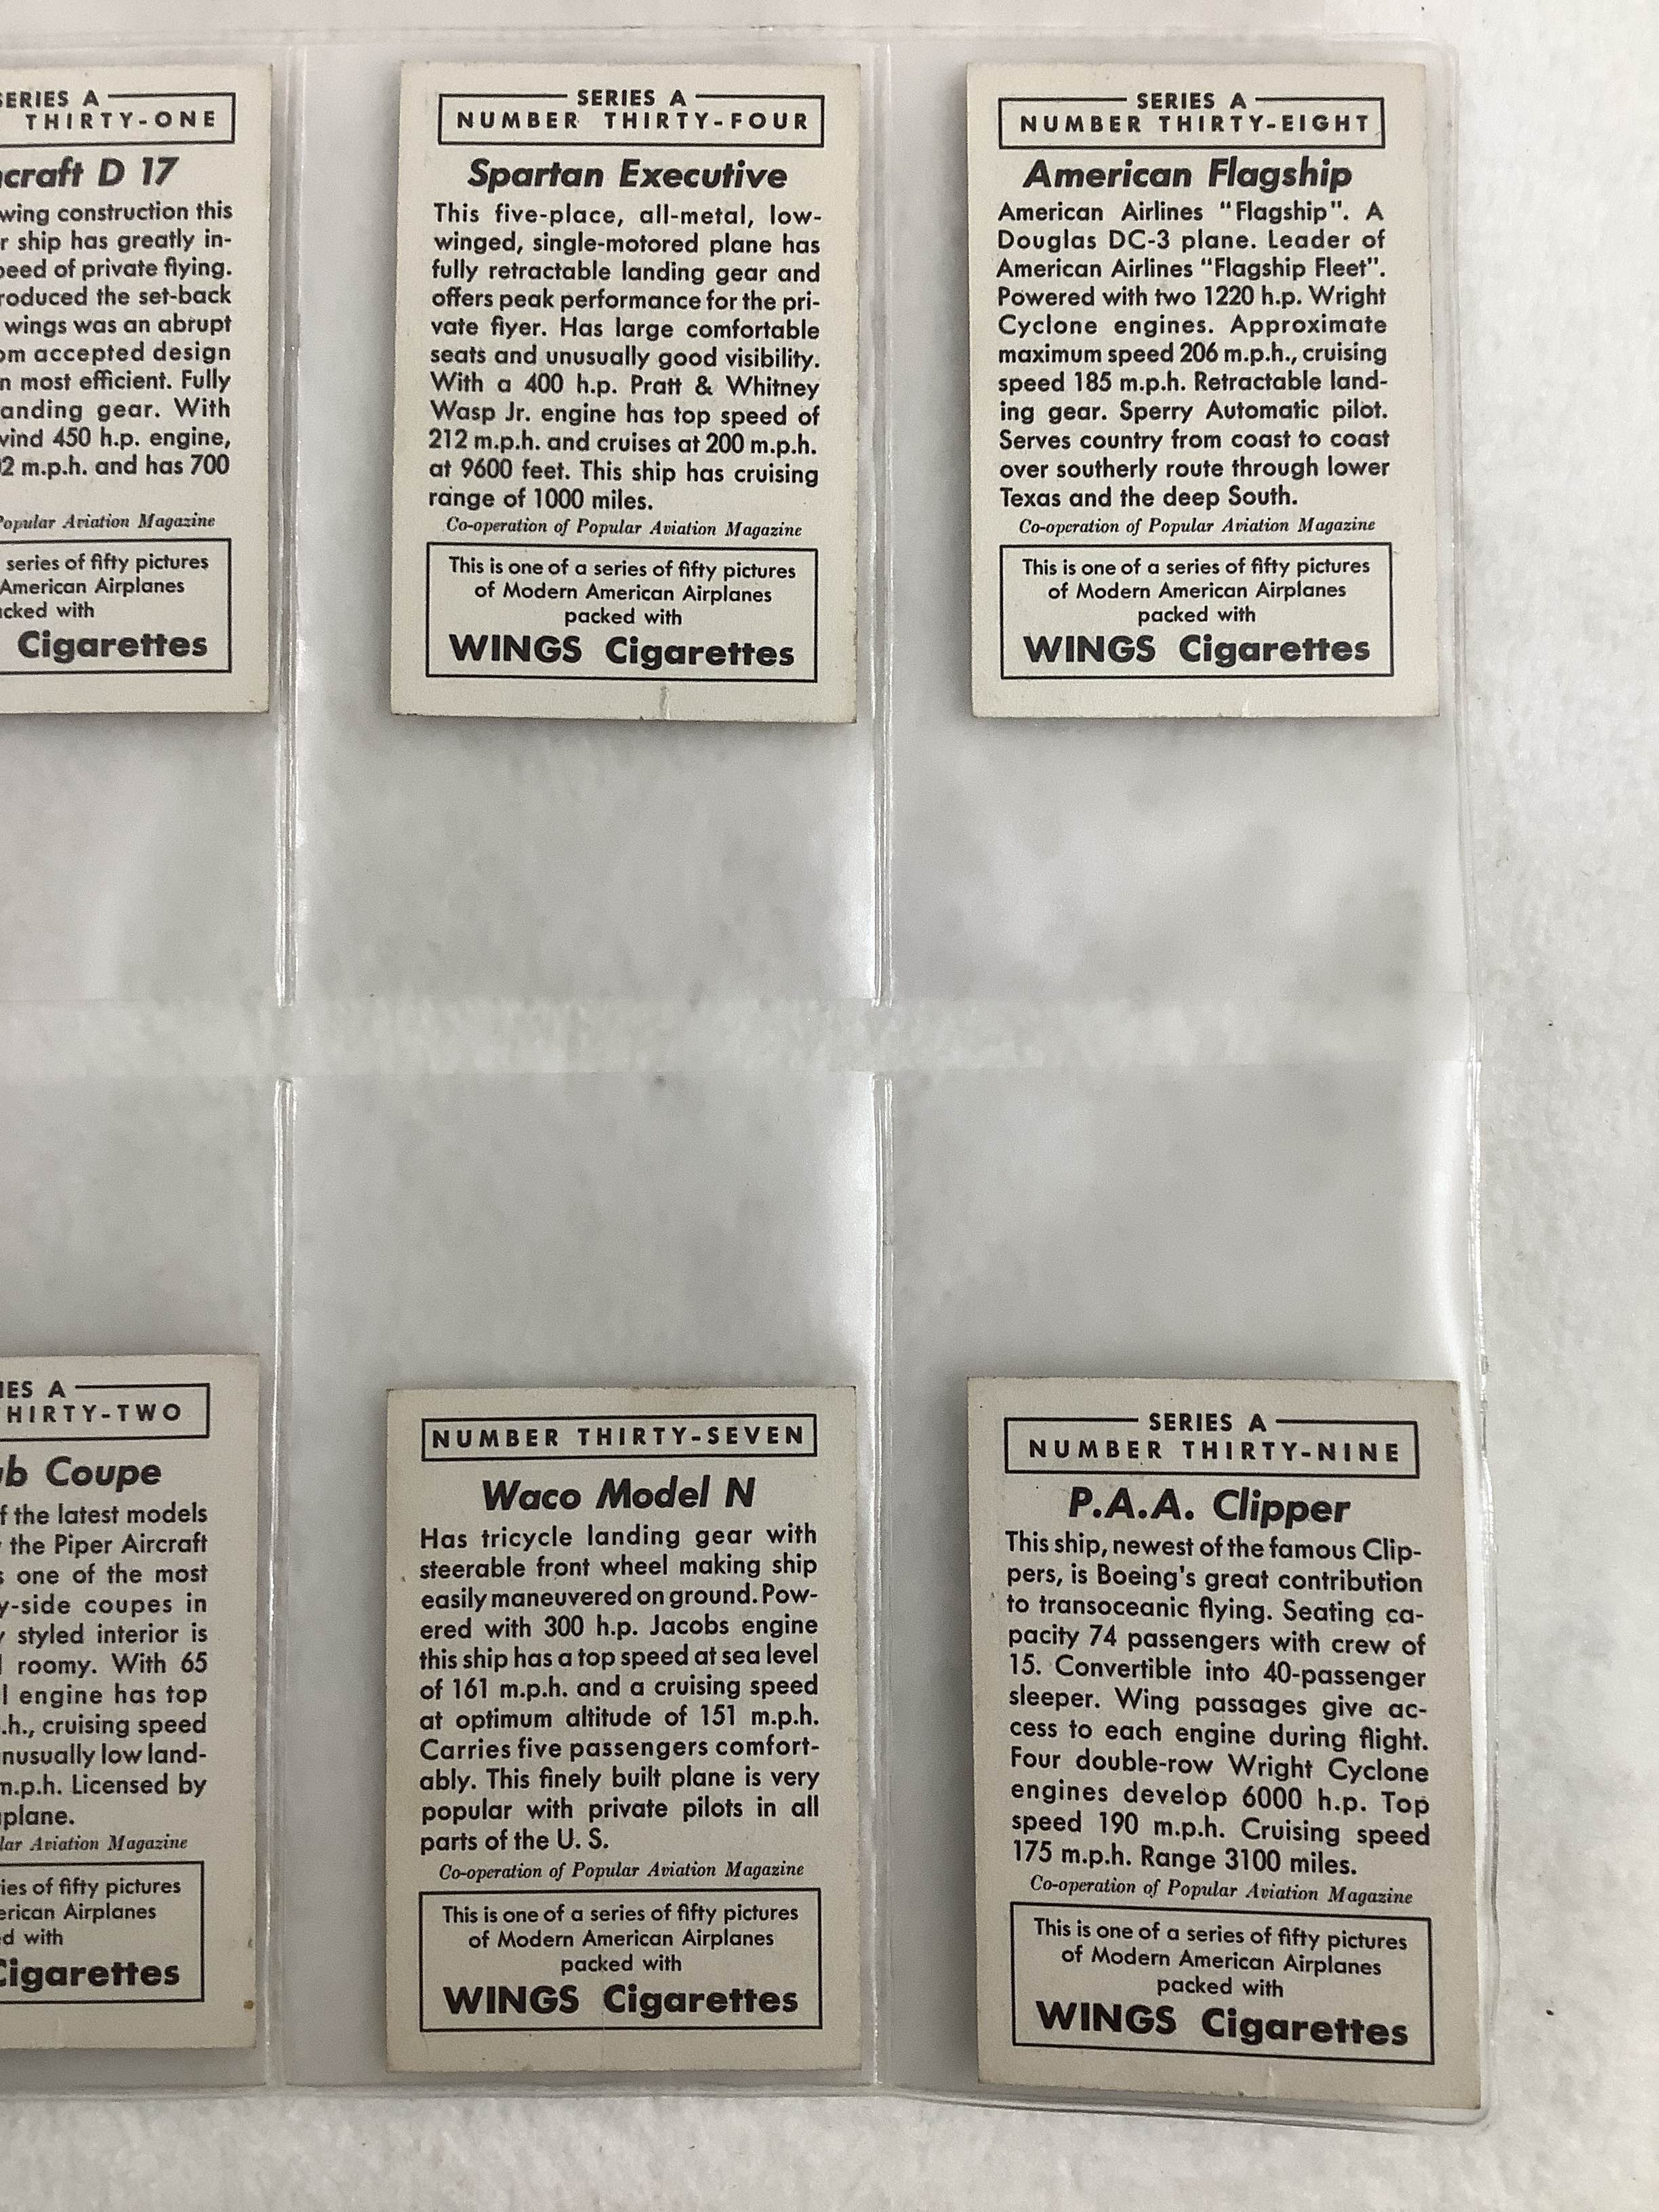 SERIES A
THIRTY-ONE
craft D 17
wing construction this
ship has greatly in-
speed of private flying.
the set-back
wings was an abrupt
accepted design
most efficient. Fully
landing gear. With
450 h.p. engine,
m.p.h. and has 700
Popular Aviation Magazine
series of fifty pictures
American Airplanes
with
Cigarettes
SERIES A
NUMBER THIRTY-FOUR
Spartan Executive
This five-place, all-metal, low-
winged, single-motored plane has
fully retractable landing gear and
offers peak performance for the pri-
vate flyer. Has large comfortable
seats and unusually good visibility.
With a 400 h.p. Pratt & Whitney
Wasp Jr. engine has top speed of
212 m.p.h. and cruises at 200 m.p.h.
at 9600 feet. This ship has cruising
range of 1000 miles.
Co-operation of Popular Aviation Magazine
This is one of a series of fifty pictures
of Modern American Airplanes
packed with
WINGS Cigarettes
SERIES A
NUMBER THIRTY-EIGHT
American Flagship
American Airlines "Flagship". A
Douglas DC-3 plane. Leader of
American Airlines "Flagship Fleet".
Powered with two 1220 h.p. Wright
Cyclone engines. Approximate
maximum speed 206 m.p.h., cruising
speed 185 m.p.h. Retractable land-
ing gear. Sperry Automatic pilot.
Serves country from coast to coast
over southerly route through lower
Texas and the deep South.
Co-operation of Popular Aviation Magazine
This is one of a series of fifty pictures
of Modern American Airplanes
packed with
WINGS Cigarettes
IES A
HIRTY-TWO
ub Coupe
of the latest models
the Piper Aircraft
one of the most
y-side coupes in
styled interior is
roomy. With 65
engine has top
.h., cruising speed
unusually low land-
m.p.h. Licensed by
plane.
lar Aviation Magazine
ies of fifty pictures
erican Airplanes
with
Cigarettes
NUMBER THIRTY-SEVEN
Waco Model N
Has tricycle landing gear with
steerable front wheel making ship
easily maneuvered on ground. Pow-
ered with 300 h.p. Jacobs engine
this ship has a top speed at sea level
of 161 m.p.h. and a cruising speed
at optimum altitude of 151 m.p.h.
Carries five passengers comfort-
ably. This finely built plane is very
popular with private pilots in all
parts of the U. S.
Co-operation of Popular Aviation Magazine
This is one of a series of fifty pictures
of Modern American Airplanes
packed with
WINGS Cigarettes
SERIES A
NUMBER THIRTY-NINE
P.A.A. Clipper
This ship, newest of the famous Clip-
pers, is Boeing's great contribution
to transoceanic flying. Seating ca-
pacity 74 passengers with crew of
15. Convertible into 40-passenger
sleeper. Wing passages give ac-
cess to each engine during flight.
Four double-row Wright Cyclone
engines develop 6000 h.p. Top
speed 190 m.p.h. Cruising speed
175 m.p.h. Range 3100 miles.
Co-operation of Popular Aviation Magazine
This is one of a series of fifty pictures
of Modern American Airplanes
packed with
WINGS Cigarettes